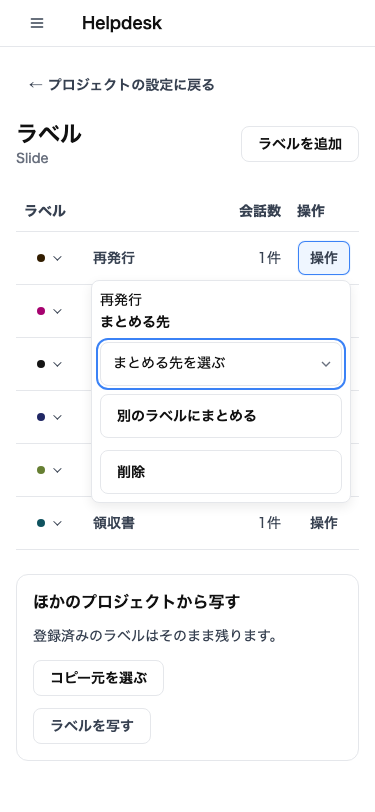 Helpdesk
← プロジェクトの設定に戻る
ラベル
Slide
ラベルを追加
ラベル 会話数 操作
再発行 1件 操作
再発行
まとめる先
まとめる先を選ぶ
別のラベルにまとめる
削除
領収書 1件 操作
ほかのプロジェクトから写す
登録済みのラベルはそのまま残ります。
コピー元を選ぶ
ラベルを写す